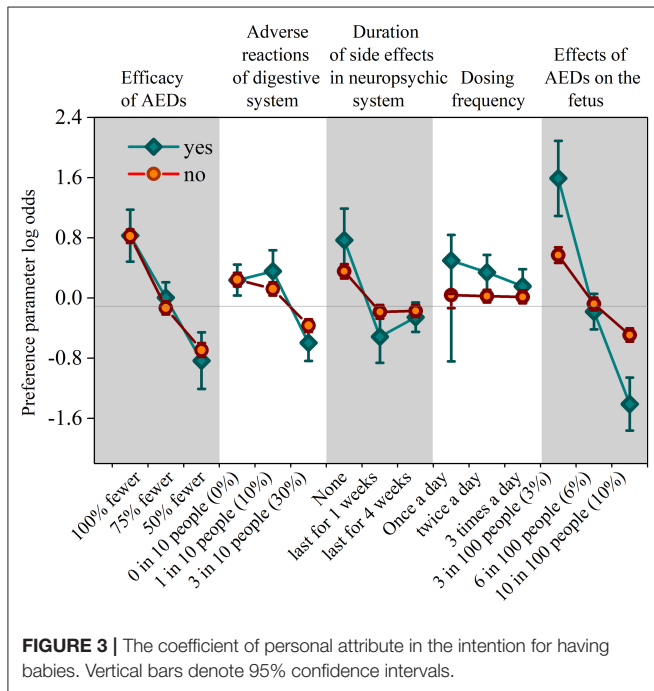 Efficacy
of AEDs
Adverse
reactions
of digestive
system
Duration
of side effects
in neuropsychic
system
Dosing
frequency
Effects of
AEDs on the
fetus
Preference parameter log odds
2.4
1.6
0.8
0.0
-0.8
-1.6
yes
no
100% fewer
75% fewer
50% fewer
0 in 10 people (0%)
1 in 10 people (10%)
3 in 10 people (30%)
None
last for 1 weeks
last for 4 weeks
Once a day
twice a day
3 times a day
3 in 100 people (3%)
6 in 100 people (6%)
10 in 100 people (10%)
FIGURE 3 | The coefficient of personal attribute in the intention for having
babies. Vertical bars denote 95% confidence intervals.